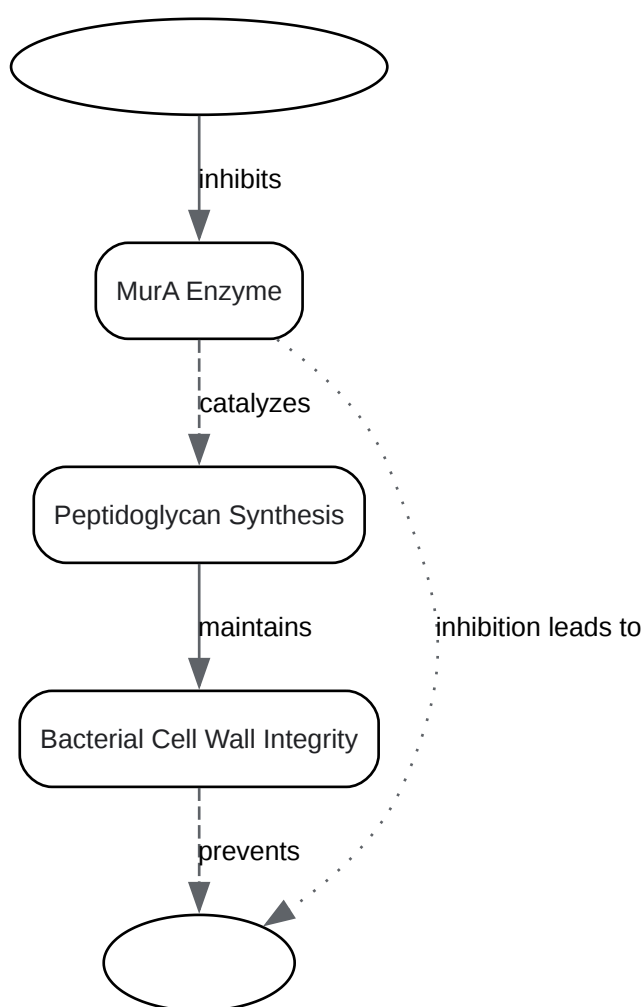 inhibits
MurA Enzyme
catalyzes
Peptidoglycan Synthesis
maintains
inhibition leads to
Bacterial Cell Wall Integrity
prevents